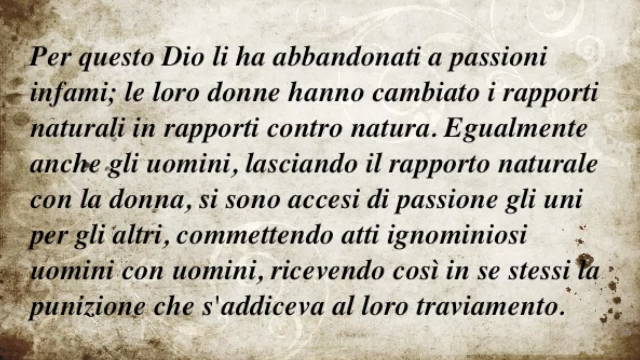 Per questo Dio li ha abbandonati a passioni
infami; le loro donne hanno cambiato i rapporti
naturali in rapporti contro natura. Egualmente
anche gli uomini, lasciando il rapporto naturale
con la donna, si sono accesi di passione gli uni
per gli altri, commettendo atti ignominiosi
uomini con uomini, ricevendo così in se stessi la
punizione che s'addiceva al loro traviamento.